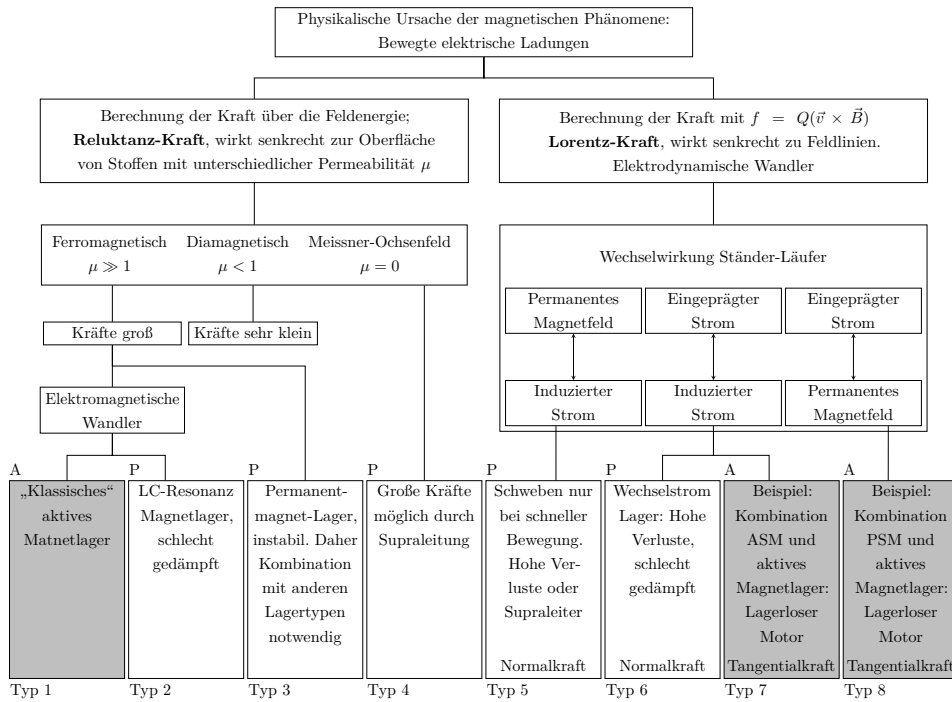 Physikalische Ursache der magnetischen Phänomene:
Bewegte elektrische Ladungen
Berechnung der Kraft über die Feldenergie;
Reluktanz-Kraft, wirkt senkrecht zur Oberfläche
von Stoffen mit unterschiedlicher Permeabilität μ
Berechnung der Kraft mit f = Q(v⃗ × B⃗)
Lorentz-Kraft, wirkt senkrecht zu Feldlinien.
Elektrodynamische Wandler
Ferromagnetisch
μ ≫ 1
Diamagnetisch
μ < 1
Meissner-Ochsenfeld
μ = 0
Wechselwirkung Ständer-Läufer
Permanentes
Magnetfeld
Eingeprägter
Strom
Eingeprägter
Strom
Kräfte groß
Kräfte sehr klein
Induzierter
Strom
Induzierter
Strom
Permanentes
Magnetfeld
Elektromagnetische
Wandler
A
„Klassisches“
aktives
Matnetlager
Typ 1
P
LC-Resonanz
Magnetlager,
schlecht
gedämpft
Typ 2
P
Permanent-
magnet-Lager,
instabil. Daher
Kombination
mit anderen
Lagertypen
notwendig
Typ 3
P
Große Kräfte
möglich durch
Supraleitung
Typ 4
P
Schweben nur
bei schneller
Bewegung.
Hohe Ver-
luste oder
Supraleiter
Normalkraft
Typ 5
P
Wechselstrom
Lager: Hohe
Verluste,
schlecht
gedämpft
Normalkraft
Typ 6
A
Beispiel:
Kombination
ASM und
aktives
Magnetlager:
Lagerloser
Motor
Tangentialkraft
Typ 7
A
Beispiel:
Kombination
PSM und
aktives
Magnetlager:
Lagerloser
Motor
Tangentialkraft
Typ 8